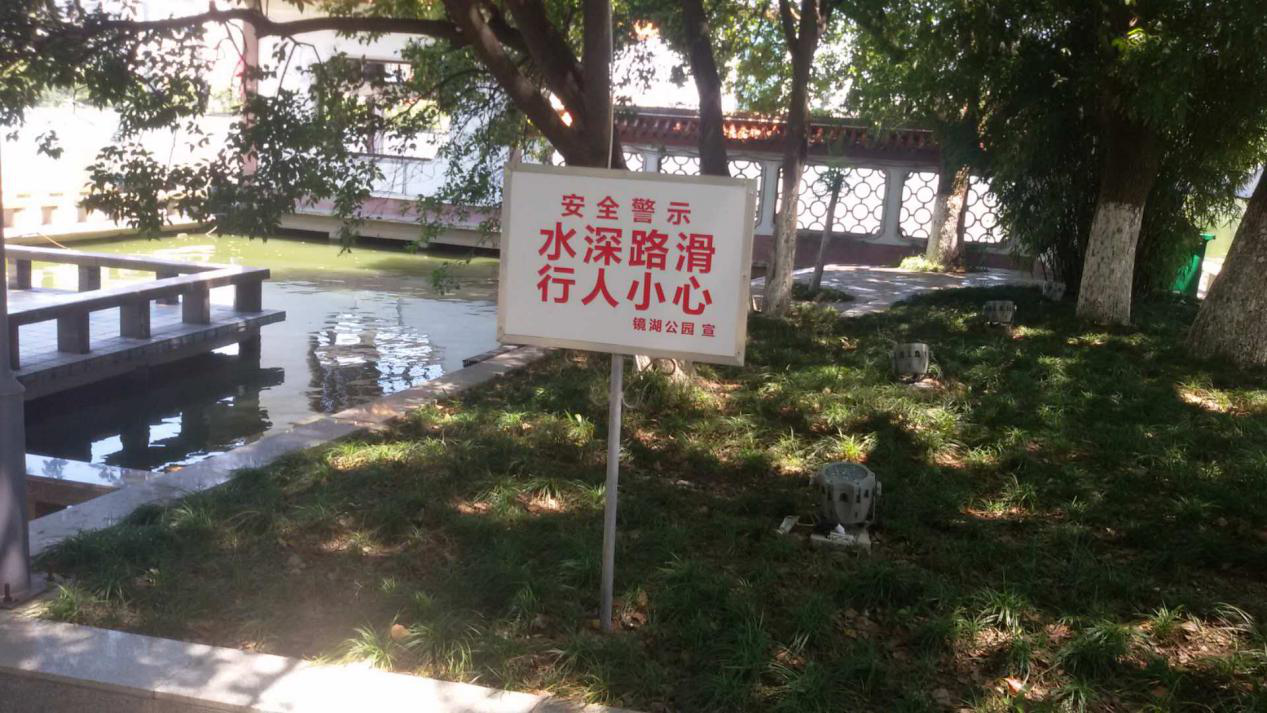 安全警示
水深路滑
行人小心
镜湖公园 宣